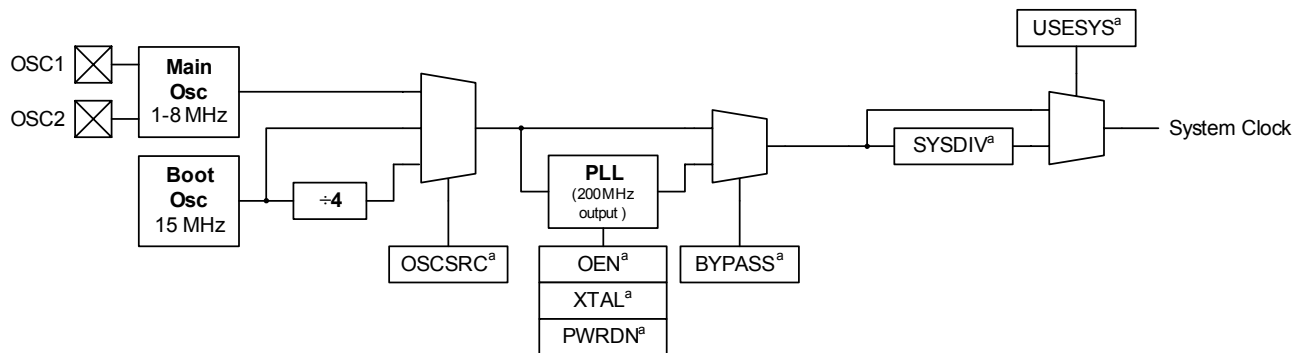 USESYSa
OSC1
Main
Osc
1-8 MHz
OSC2
System Clock
SYSDIVa
Boot
Osc
15 MHz
÷4
PLL
(200MHz
output )
OSCSRCa
OENa
BYPASSa
XTALa
PWRDNa